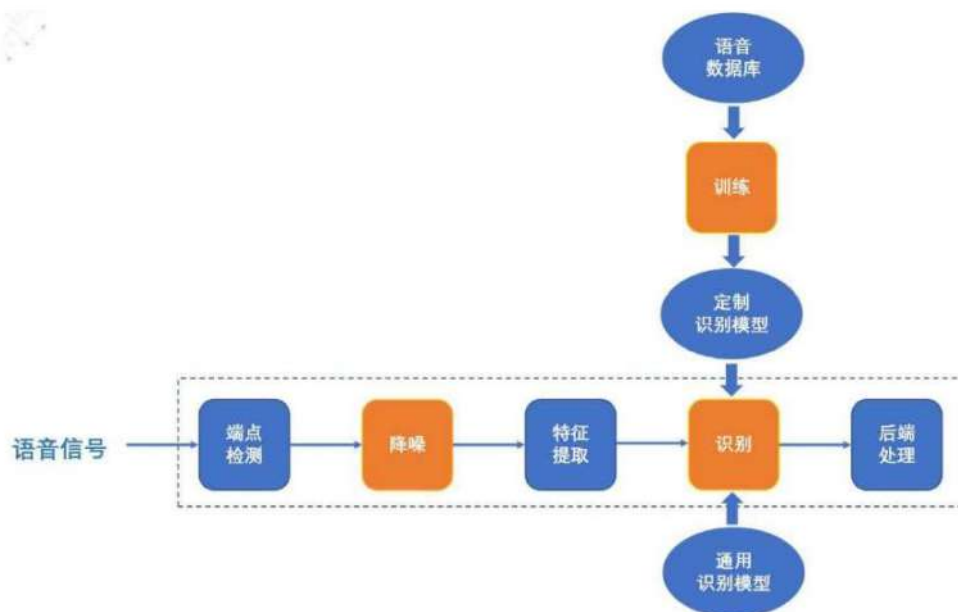 语音
数据库
训练
定制
识别模型
语音信号
端点
检测
降噪
特征
提取
识别
后端
处理
通用
识别模型